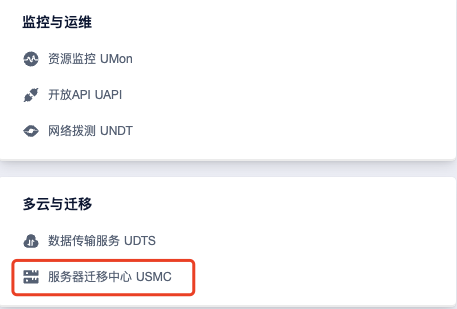 监控与运维
资源监控 UMon
开放API UAPI
网络拨测 UNDT
多云与迁移
数据传输服务 UDTS
服务器迁移中心 USMC